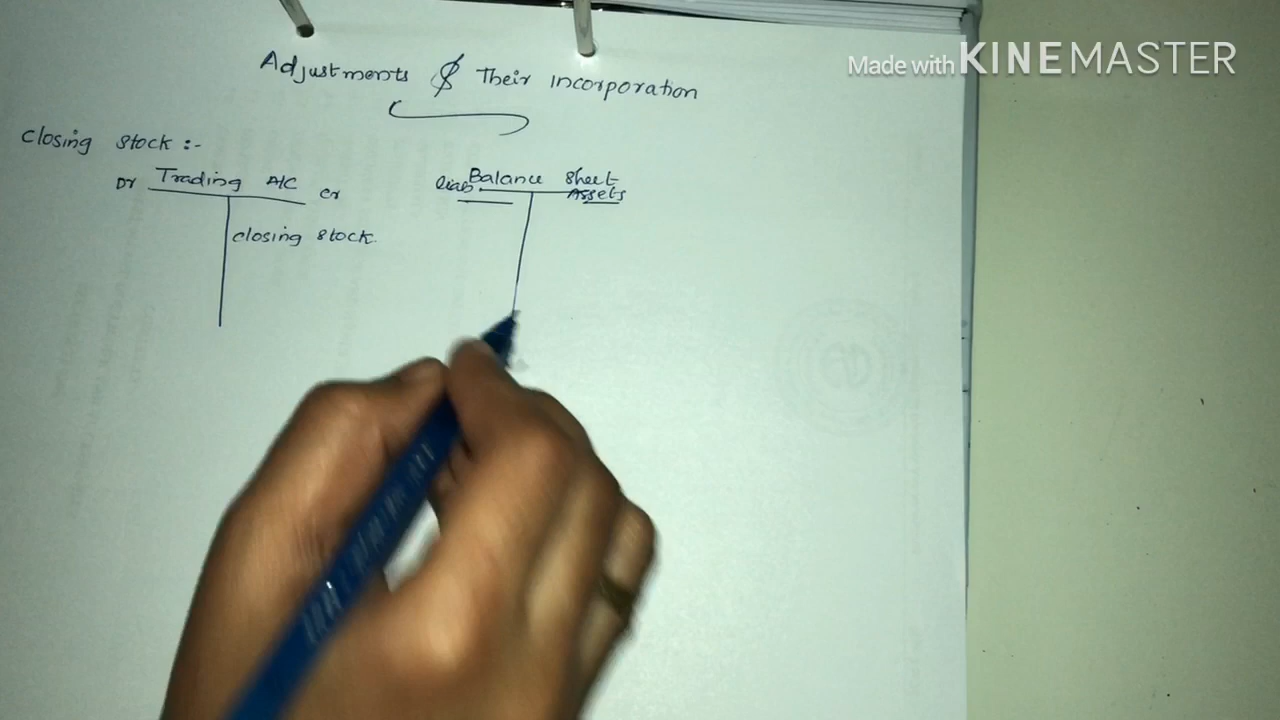 Made with KINEMASTER
Adjustments & Their incorporation
Closing stock :-
Dr Trading A/C Cr
Liab Balance Sheet
Assets
closing stock.